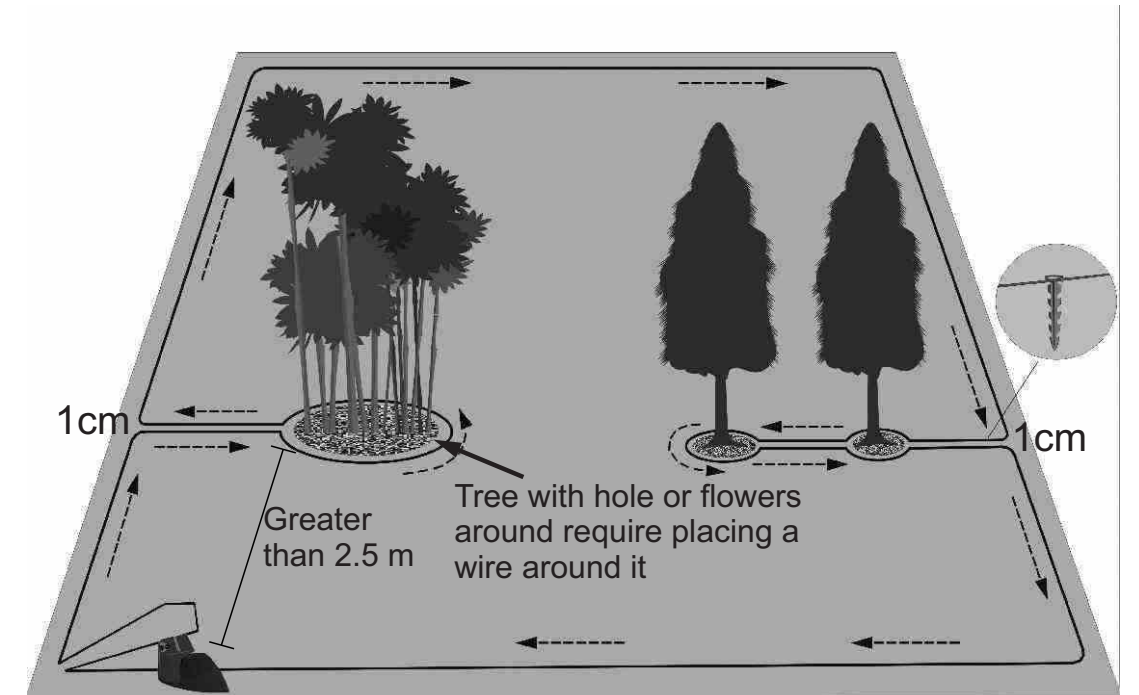 1cm
1cm
Greater
than 2.5 m
Tree with hole or flowers
around require placing a
wire around it